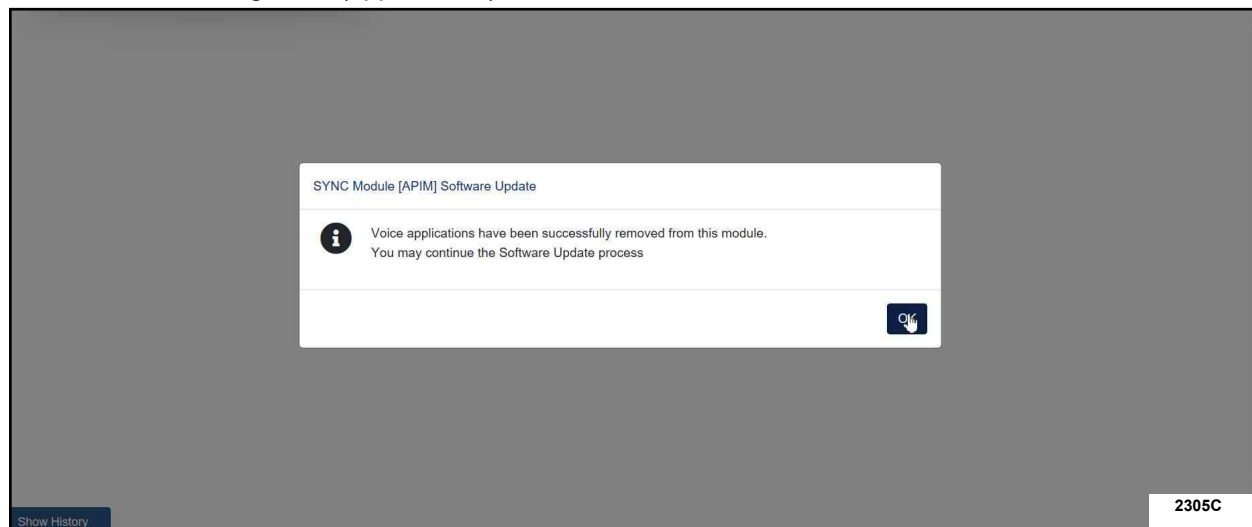 SYNC Module [APIM] Software Update
Voice applications have been successfully removed from this module.
You may continue the Software Update process
OK
Show History
2305C